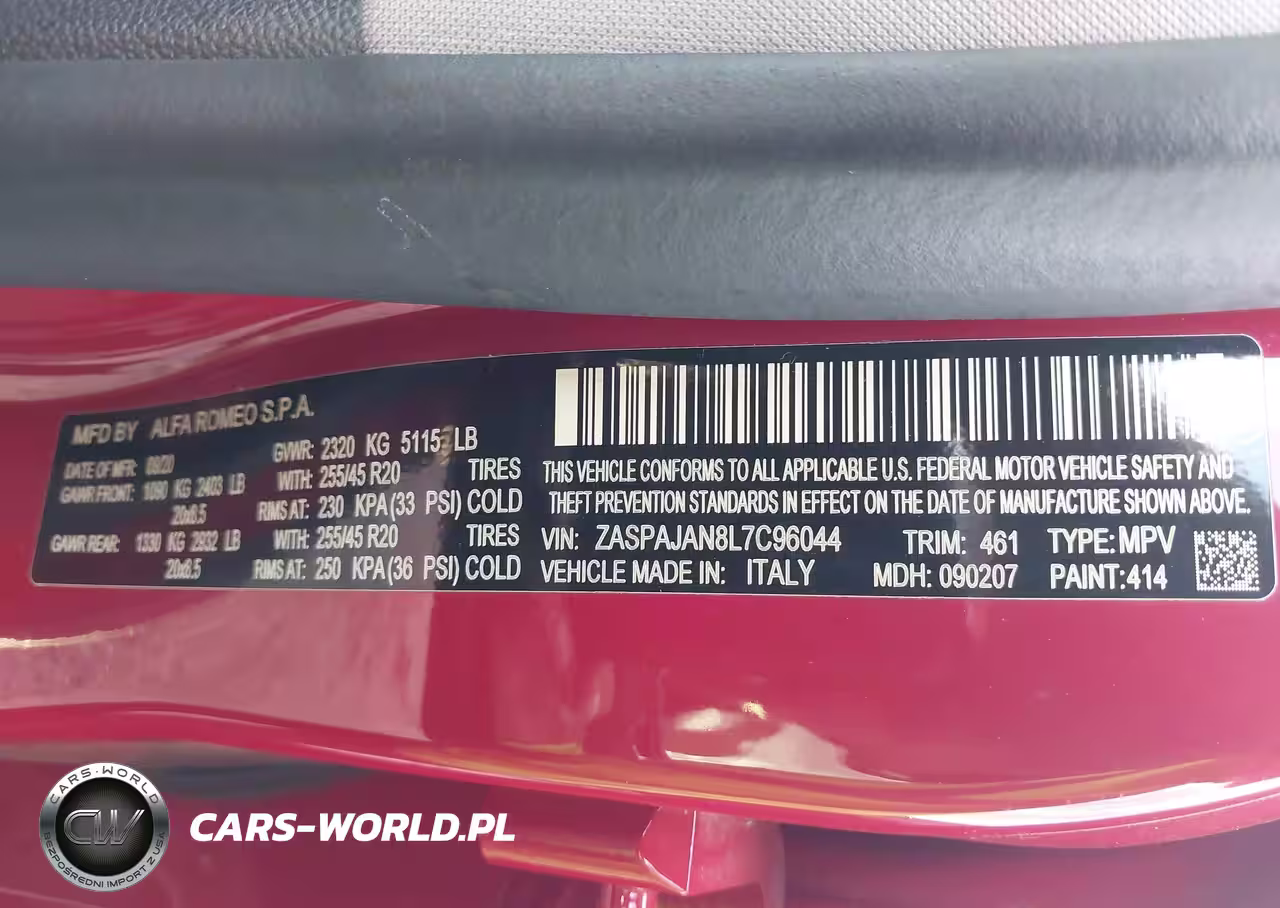 MFD BY ALFA ROMEO S.P.A.
DATE OF MFR: 09/20 GVWR: 2320 KG 5115 LB
GAWR FRONT: 1090 KG 2403 LB WITH: 255/45 R20 TIRES
20x8.5 RIMS AT: 230 KPA(33 PSI) COLD
GAWR REAR: 1330 KG 2932 LB WITH: 255/45 R20 TIRES
20x8.5 RIMS AT: 250 KPA(36 PSI) COLD
THIS VEHICLE CONFORMS TO ALL APPLICABLE U.S. FEDERAL MOTOR VEHICLE SAFETY AND
THEFT PREVENTION STANDARDS IN EFFECT ON THE DATE OF MANUFACTURE SHOWN ABOVE.
VIN: ZASPAJAN8L7C96044 TRIM: 461 TYPE: MPV
VEHICLE MADE IN: ITALY MDH: 090207 PAINT: 414
CARS-WORLD
CW
BEZPOŚREDNI IMPORT Z USA
CARS-WORLD.PL